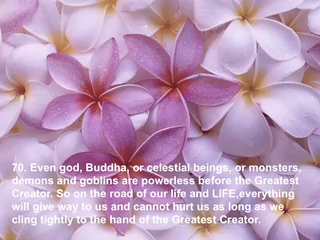 70. Even god, Buddha, or celestial beings, or monsters,
demons and goblins are powerless before the Greatest
Creator. So on the road of our life and LIFE,everything
will give way to us and cannot hurt us as long as we
cling tightly to the hand of the Greatest Creator.